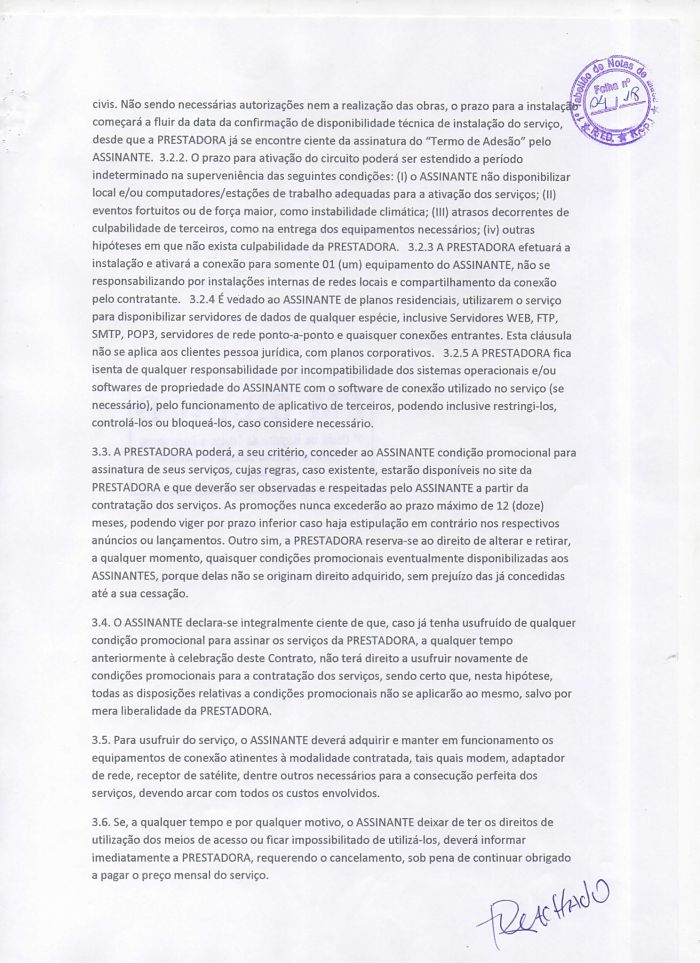 civis. Não sendo necessárias autorizações nem a realização das obras, o prazo para a instalação
começará a fluir da data da confirmação de disponibilidade técnica de instalação do serviço,
desde que a PRESTADORA já se encontre ciente da assinatura do “Termo de Adesão” pelo
ASSINANTE. 3.2.2. O prazo para ativação do circuito poderá ser estendido a período
indeterminado na superveniência das seguintes condições: (I) o ASSINANTE não disponibilizar
local e/ou computadores/estações de trabalho adequadas para a ativação dos serviços; (II)
eventos fortuitos ou de força maior, como instabilidade climática; (III) atrasos decorrentes de
culpabilidade de terceiros, como na entrega dos equipamentos necessários; (iv) outras
hipóteses em que não exista culpabilidade da PRESTADORA. 3.2.3 A PRESTADORA efetuará a
instalação e ativará a conexão para somente 01 (um) equipamento do ASSINANTE, não se
responsabilizando por instalações internas de redes locais e compartilhamento da conexão
pelo contratante. 3.2.4 É vedado ao ASSINANTE de planos residenciais, utilizarem o serviço
para disponibilizar servidores de dados de qualquer espécie, inclusive Servidores WEB, FTP,
SMTP, POP3, servidores de rede ponto-a-ponto e quaisquer conexões entrantes. Esta cláusula
não se aplica aos clientes pessoa jurídica, com planos corporativos. 3.2.5 A PRESTADORA fica
isenta de qualquer responsabilidade por incompatibilidade dos sistemas operacionais e/ou
softwares de propriedade do ASSINANTE com o software de conexão utilizado no serviço (se
necessário), pelo funcionamento de aplicativo de terceiros, podendo inclusive restringi-los,
controlá-los ou bloqueá-los, caso considere necessário.
3.3. A PRESTADORA poderá, a seu critério, conceder ao ASSINANTE condição promocional para
assinatura de seus serviços, cujas regras, caso existente, estarão disponíveis no site da
PRESTADORA e que deverão ser observadas e respeitadas pelo ASSINANTE a partir da
contratação dos serviços. As promoções nunca excederão ao prazo máximo de 12 (doze)
meses, podendo viger por prazo inferior caso haja estipulação em contrário nos respectivos
anúncios ou lançamentos. Outro sim, a PRESTADORA reserva-se ao direito de alterar e retirar,
a qualquer momento, quaisquer condições promocionais eventualmente disponibilizadas aos
ASSINANTES, porque delas não se originam direito adquirido, sem prejuízo das já concedidas
até a sua cessação.
3.4. O ASSINANTE declara-se integralmente ciente de que, caso já tenha usufruído de qualquer
condição promocional para assinar os serviços da PRESTADORA, a qualquer tempo
anteriormente à celebração deste Contrato, não terá direito a usufruir novamente de
condições promocionais para a contratação dos serviços, sendo certo que, nesta hipótese,
todas as disposições relativas a condições promocionais não se aplicarão ao mesmo, salvo por
mera liberalidade da PRESTADORA.
3.5. Para usufruir do serviço, o ASSINANTE deverá adquirir e manter em funcionamento os
equipamentos de conexão atinentes à modalidade contratada, tais quais modem, adaptador
de rede, receptor de satélite, dentre outros necessários para a consecução perfeita dos
serviços, devendo arcar com todos os custos envolvidos.
3.6. Se, a qualquer tempo e por qualquer motivo, o ASSINANTE deixar de ter os direitos de
utilização dos meios de acesso ou ficar impossibilitado de utilizá-los, deverá informar
imediatamente a PRESTADORA, requerendo o cancelamento, sob pena de continuar obrigado
a pagar o preço mensal do serviço.
Tabelião de Notas de
Folha nº
04/18
R.T.D.